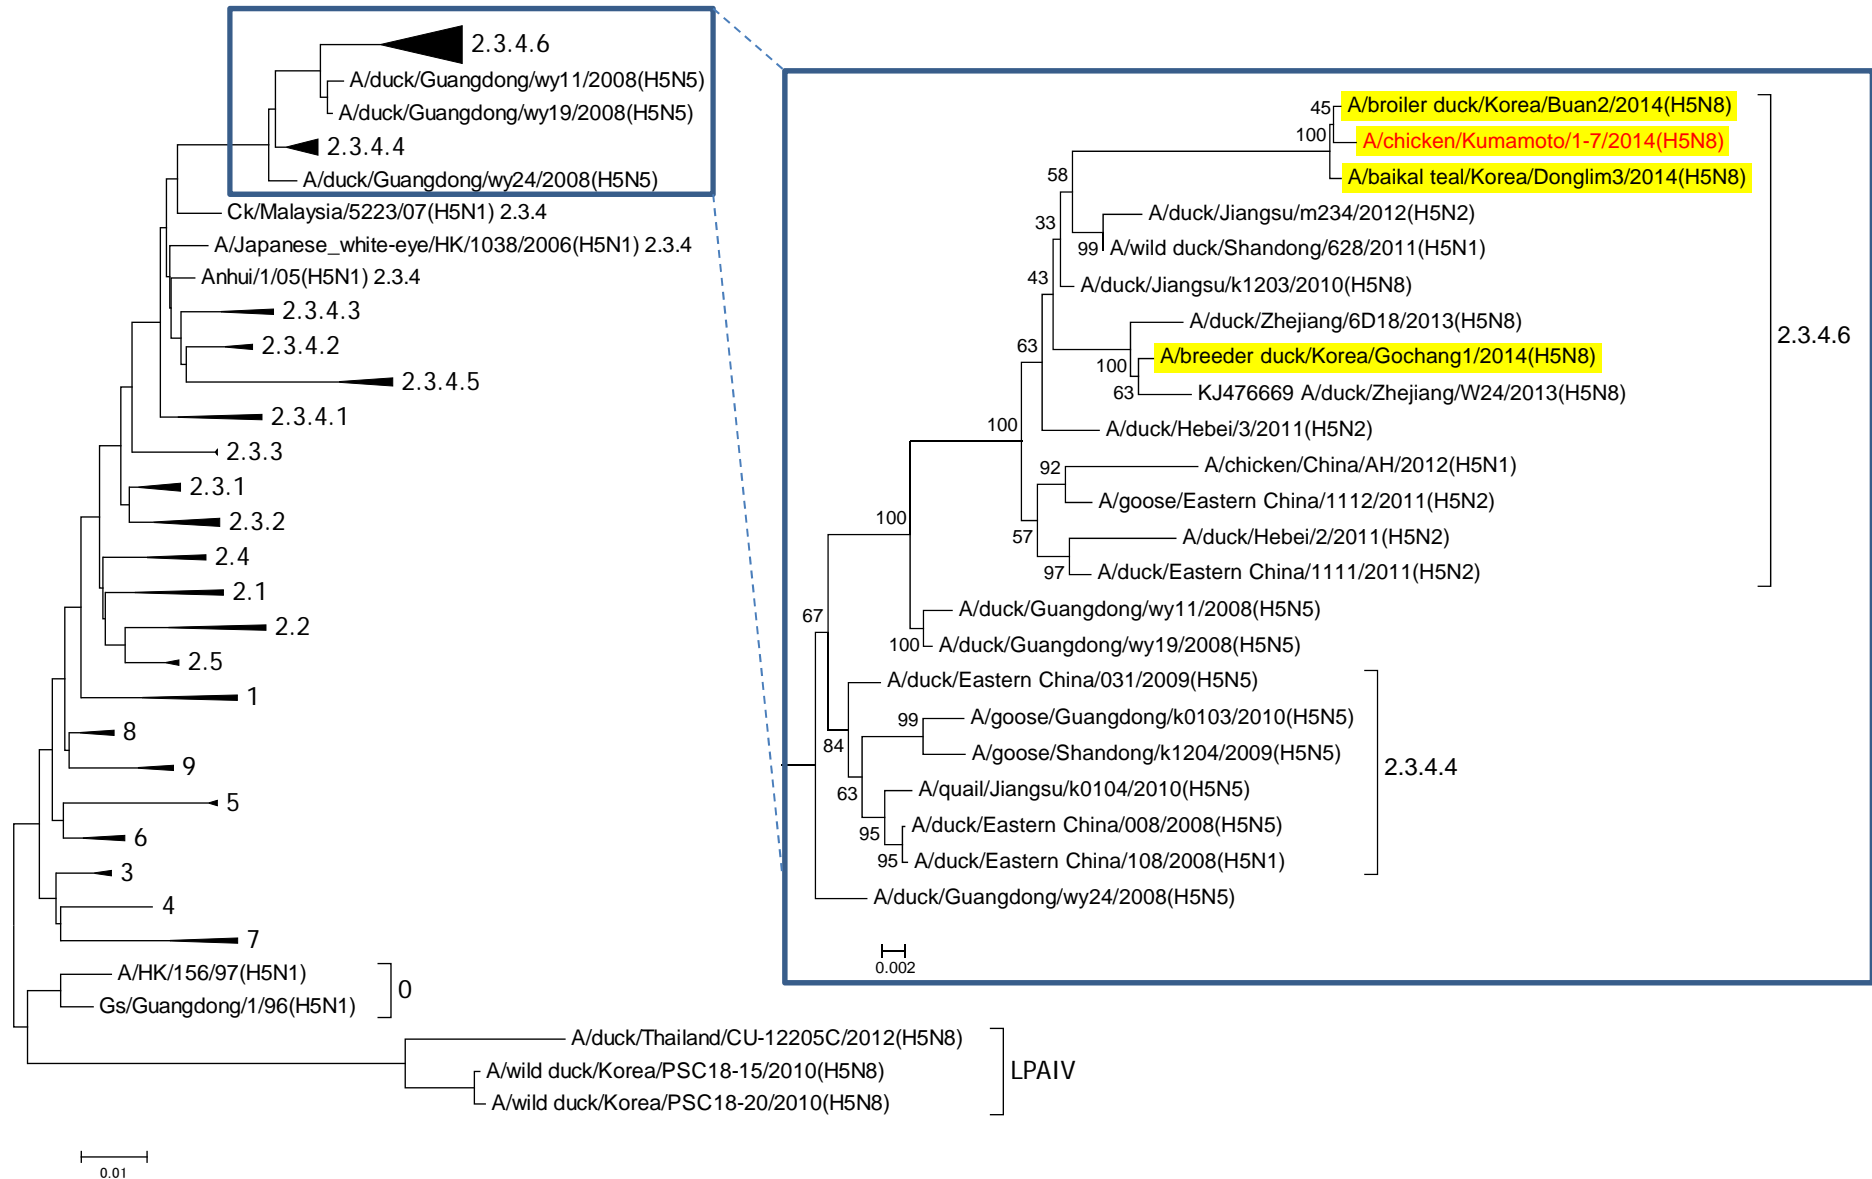 2.3.4.6
A/duck/Guangdong/wy11/2008(H5N5)
A/duck/Guangdong/wy19/2008(H5N5)
2.3.4.4
A/duck/Guangdong/wy24/2008(H5N5)
Ck/Malaysia/5223/07(H5N1) 2.3.4
A/Japanese_white-eye/HK/1038/2006(H5N1) 2.3.4
Anhui/1/05(H5N1) 2.3.4
2.3.4.3
2.3.4.2
2.3.4.5
2.3.4.1
2.3.3
2.3.1
2.3.2
2.4
2.1
2.2
2.5
1
8
9
5
6
3
4
7
A/HK/156/97(H5N1)
Gs/Guangdong/1/96(H5N1)
0
A/duck/Thailand/CU-12205C/2012(H5N8)
A/wild duck/Korea/PSC18-15/2010(H5N8)
A/wild duck/Korea/PSC18-20/2010(H5N8)
LPAIV
0.01
45
A/broiler duck/Korea/Buan2/2014(H5N8)
100
A/chicken/Kumamoto/1-7/2014(H5N8)
A/baikal teal/Korea/Donglim3/2014(H5N8)
58
A/duck/Jiangsu/m234/2012(H5N2)
33
99
A/wild duck/Shandong/628/2011(H5N1)
43
A/duck/Jiangsu/k1203/2010(H5N8)
A/duck/Zhejiang/6D18/2013(H5N8)
63
100
A/breeder duck/Korea/Gochang1/2014(H5N8)
63
KJ476669 A/duck/Zhejiang/W24/2013(H5N8)
100
A/duck/Hebei/3/2011(H5N2)
92
A/chicken/China/AH/2012(H5N1)
A/goose/Eastern China/1112/2011(H5N2)
100
57
A/duck/Hebei/2/2011(H5N2)
97
A/duck/Eastern China/1111/2011(H5N2)
2.3.4.6
67
A/duck/Guangdong/wy11/2008(H5N5)
100
A/duck/Guangdong/wy19/2008(H5N5)
A/duck/Eastern China/031/2009(H5N5)
99
A/goose/Guangdong/k0103/2010(H5N5)
84
A/goose/Shandong/k1204/2009(H5N5)
63
A/quail/Jiangsu/k0104/2010(H5N5)
95
A/duck/Eastern China/008/2008(H5N5)
95
A/duck/Eastern China/108/2008(H5N1)
2.3.4.4
A/duck/Guangdong/wy24/2008(H5N5)
0.002